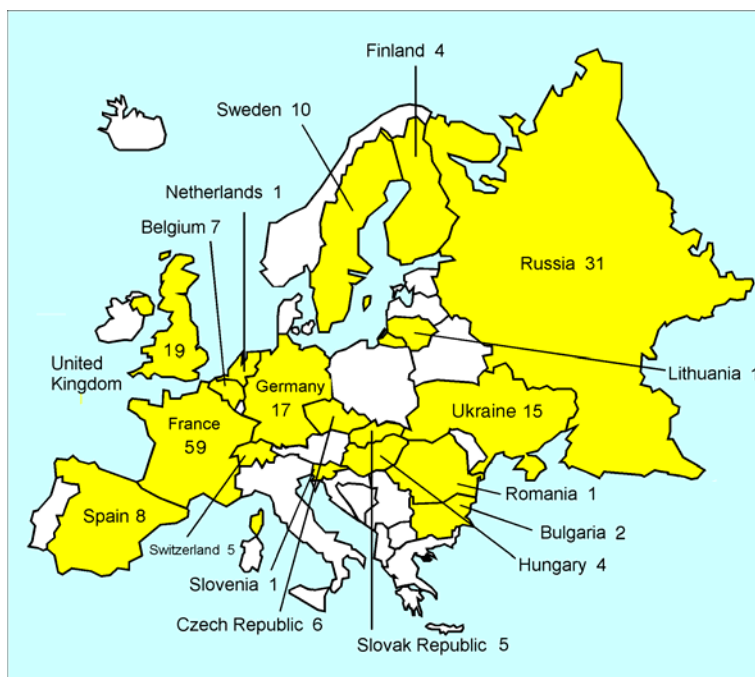 Finland 4
Sweden 10
Netherlands 1
Belgium 7
Russia 31
United
Kingdom
19
Germany
17
Lithuania 1
France
59
Ukraine 15
Romania 1
Spain 8
Bulgaria 2
Switzerland 5
Hungary 4
Slovenia 1
Czech Republic 6
Slovak Republic 5